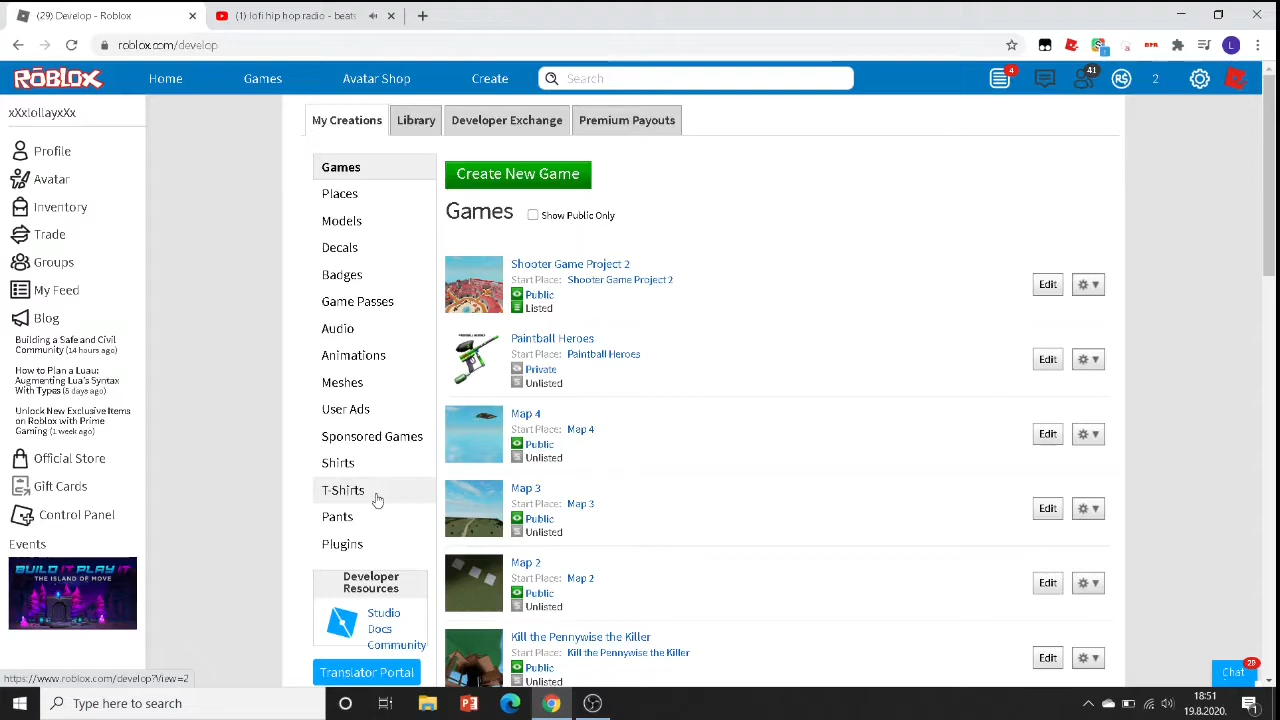 (29) Develop - Roblox
(1) lofi hip hop radio - beats
roblox.com/develop
L
ROBLOX
Home
Games
Avatar Shop
Create
Search
4
41
2
xXxlollayxXx
Profile
Avatar
Inventory
Trade
Groups
My Feed
Blog
Building a Safe and Civil
Community (14 hours ago)
How to Plan a Luau:
Augmenting Lua's Syntax
With Types (5 days ago)
Unlock New Exclusive Items
on Roblox with Prime
Gaming (1 week ago)
Official Store
Gift Cards
Control Panel
Events
BUILD IT PLAY IT
THE ISLAND OF MOVE
My Creations
Library
Developer Exchange
Premium Payouts
Games
Places
Models
Decals
Badges
Game Passes
Audio
Animations
Meshes
User Ads
Sponsored Games
Shirts
T-Shirts
Pants
Plugins
Developer
Resources
Studio
Docs
Community
Translator Portal
Create New Game
Games
Show Public Only
Shooter Game Project 2
Start Place: Shooter Game Project 2
Public
Listed
Edit
Paintball Heroes
Start Place: Paintball Heroes
Private
Unlisted
Edit
Map 4
Start Place: Map 4
Public
Unlisted
Edit
Map 3
Start Place: Map 3
Public
Unlisted
Edit
Map 2
Start Place: Map 2
Public
Unlisted
Edit
Kill the Pennywise the Killer
Start Place: Kill the Pennywise the Killer
Public
Unlisted
Edit
https://www.roblox.com/develop?View=2
Chat
29
Type here to search
18:51
19.8.2020.
1